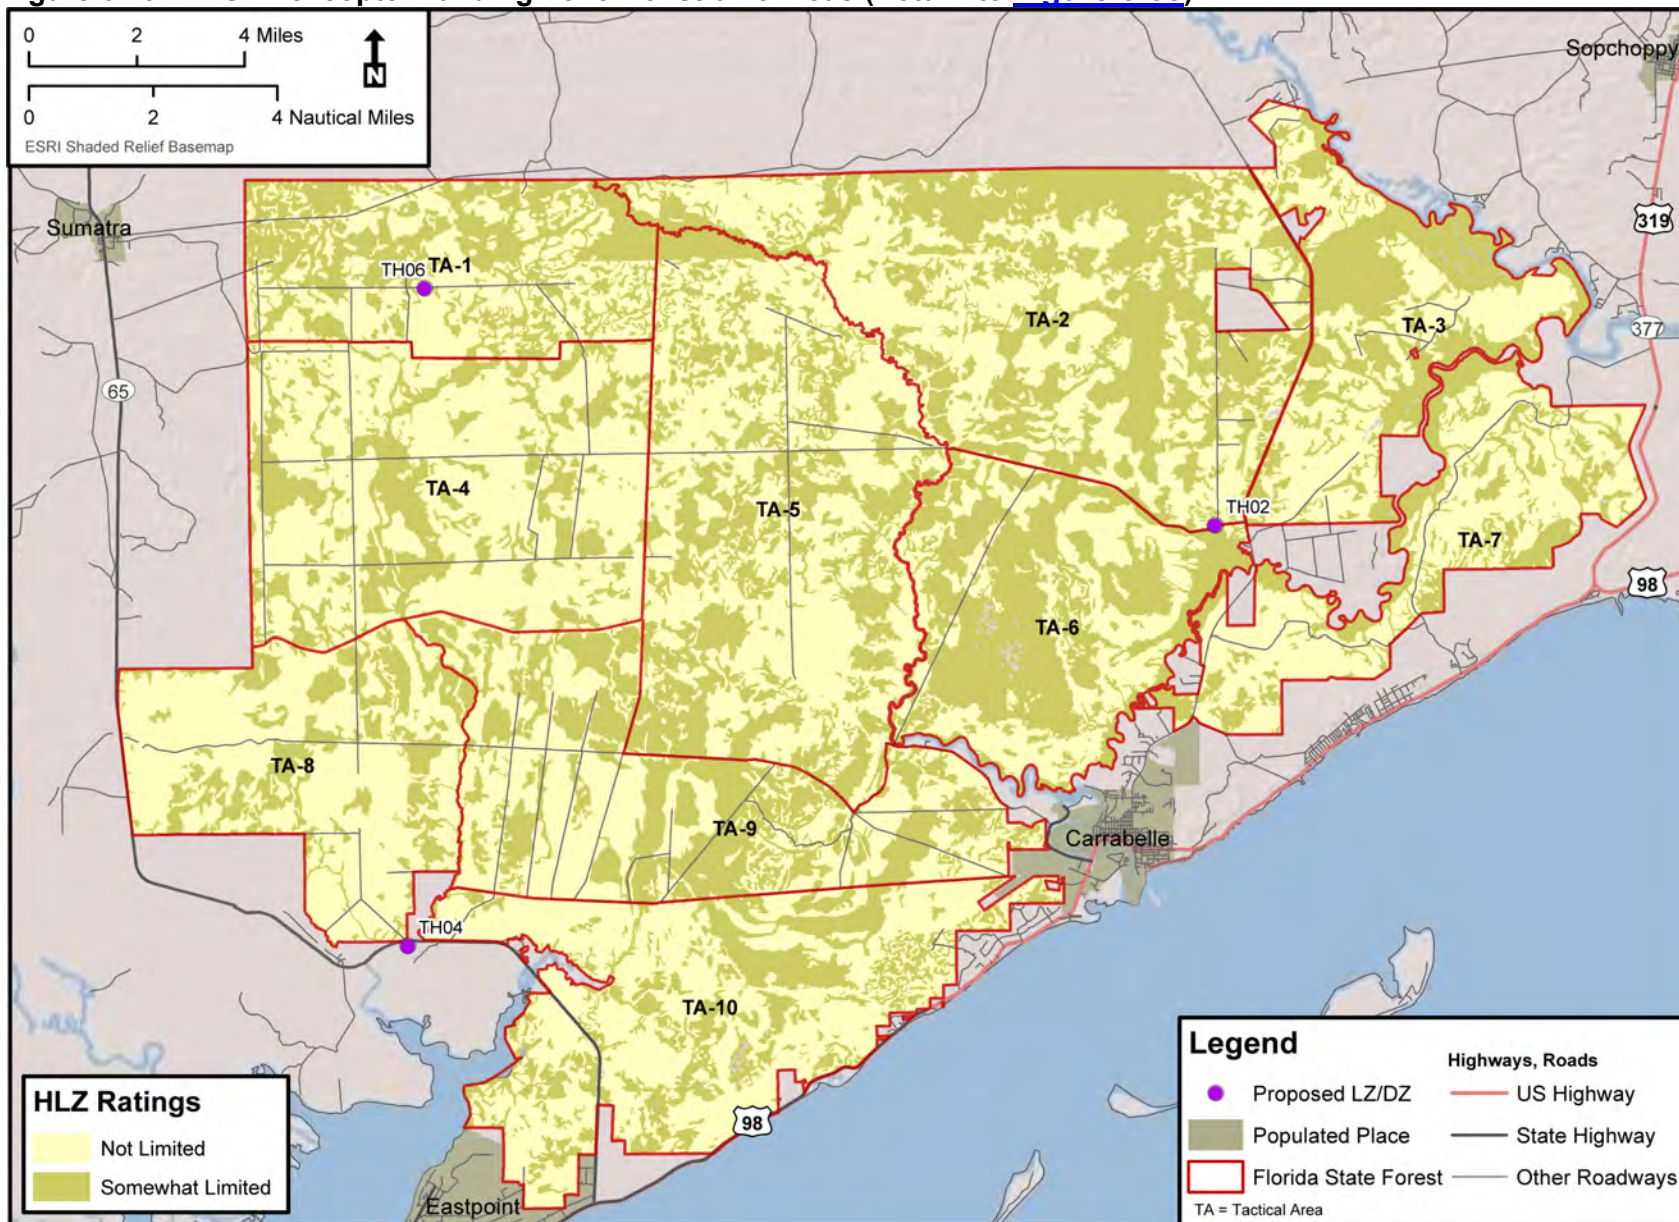 0 2 4 Miles
N
0 2 4 Nautical Miles
ESRI Shaded Relief Basemap
Sopchoppy
319
Sumatra
TH06
TA-1
TA-2
TA-3
377
65
TA-4
TA-5
TH02
TA-7
98
TA-6
TA-8
TA-9
Carrabelle
TH04
TA-10
98
Eastpoint
HLZ Ratings
Not Limited
Somewhat Limited
Legend
Proposed LZ/DZ
Populated Place
Florida State Forest
TA = Tactical Area
Highways, Roads
US Highway
State Highway
Other Roadways